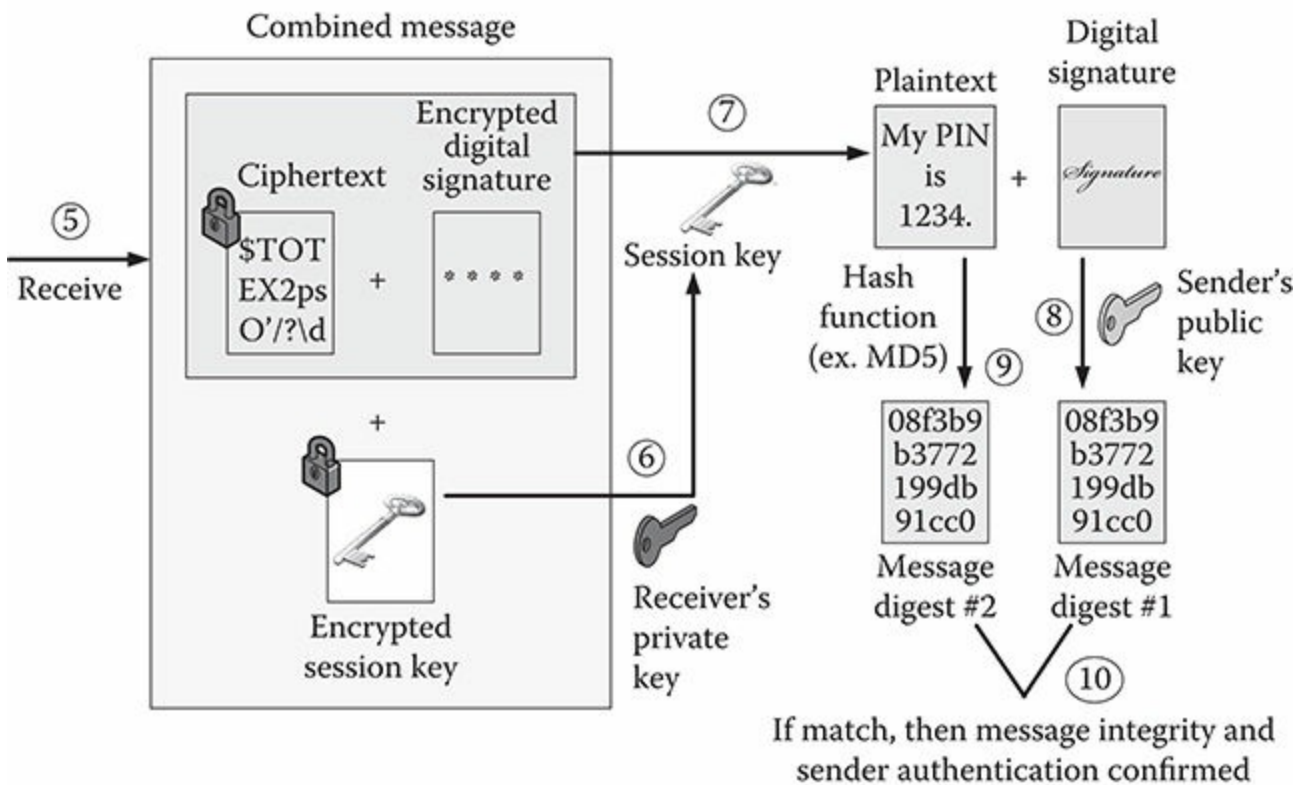 Combined message
⑤
Receive
Ciphertext
$TOT
EX2ps
O'/?\d
+
Encrypted
digital
signature
* * * *
+
Encrypted
session key
⑥
Receiver's
private
key
⑦
Session key
Plaintext
My PIN
is
1234.
+
Digital
signature
Signature
Hash
function
(ex. MD5)
⑨
⑧
Sender's
public
key
08f3b9
b3772
199db
91cc0
Message
digest #2
08f3b9
b3772
199db
91cc0
Message
digest #1
⑩
If match, then message integrity and
sender authentication confirmed